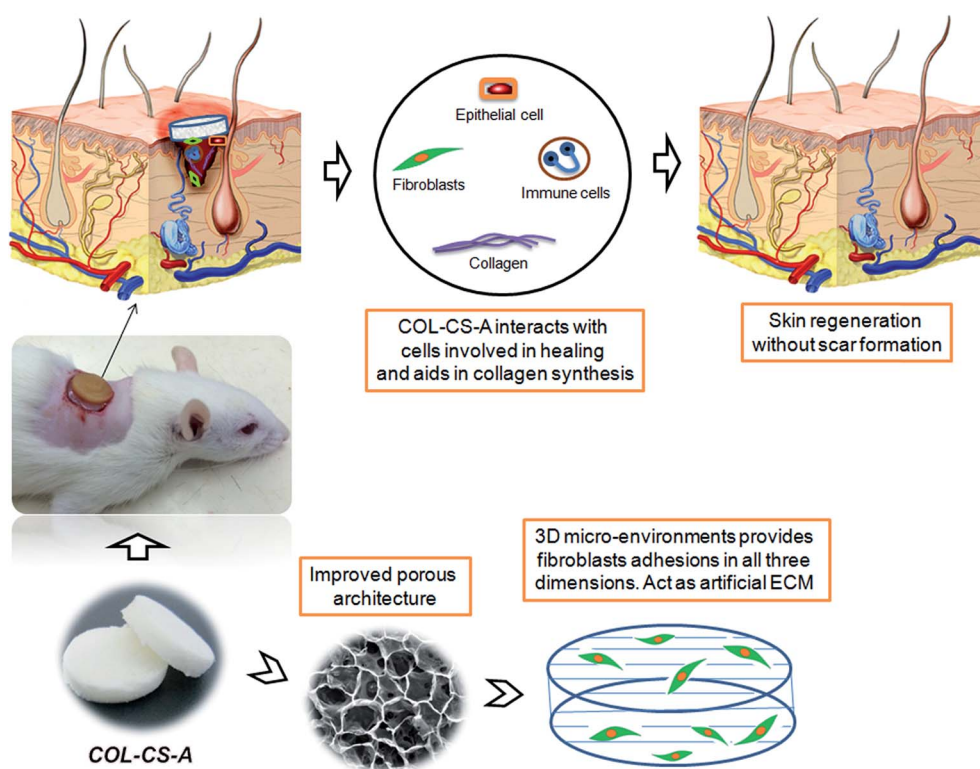 Epithelial cell
Fibroblasts
Immune cells
Collagen
COL-CS-A interacts with
cells involved in healing
and aids in collagen synthesis
Skin regeneration
without scar formation
3D micro-environments provides
fibroblasts adhesions in all three
dimensions. Act as artificial ECM
Improved porous
architecture
COL-CS-A